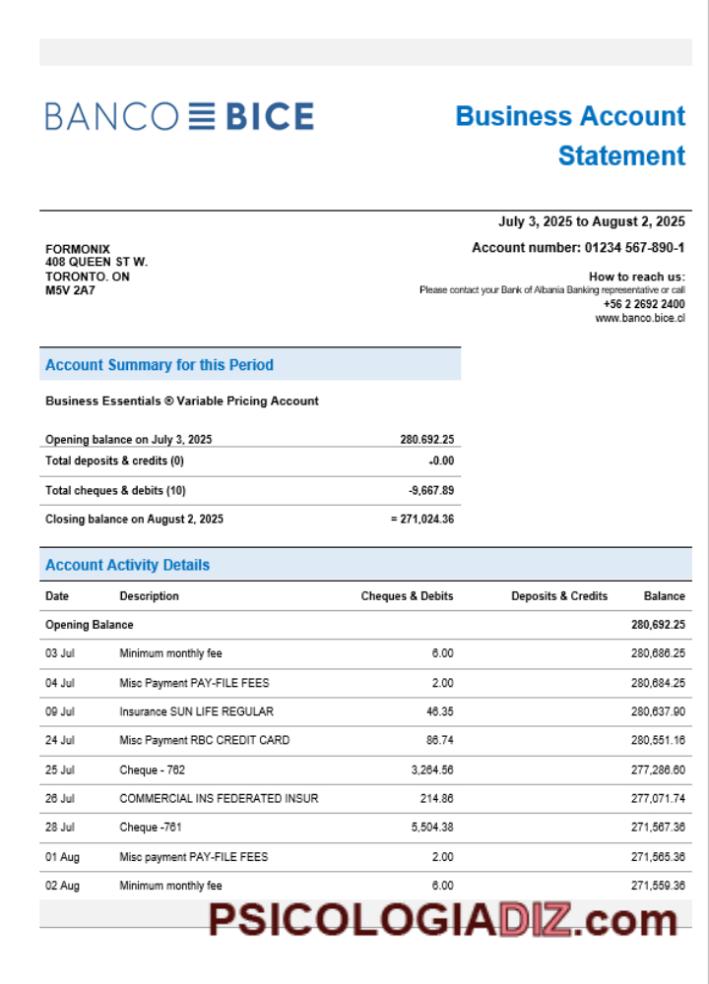 BANCO BICE
Business Account
Statement
July 3, 2025 to August 2, 2025
Account number: 01234 567-890-1
FORMONIX
408 QUEEN ST W.
TORONTO. ON
M5V 2A7
How to reach us:
Please contact your Bank of Albania Banking representative or call
+56 2 2692 2400
www.banco.bice.cl
Account Summary for this Period
Business Essentials ® Variable Pricing Account
Opening balance on July 3, 2025 280.692.25
Total deposits & credits (0) -0.00
Total cheques & debits (10) -9,667.89
Closing balance on August 2, 2025 = 271,024.36
Account Activity Details
Date Description Cheques & Debits Deposits & Credits Balance
Opening Balance 280,692.25
03 Jul Minimum monthly fee 6.00 280,686.25
04 Jul Misc Payment PAY-FILE FEES 2.00 280,684.25
09 Jul Insurance SUN LIFE REGULAR 46.35 280,637.90
24 Jul Misc Payment RBC CREDIT CARD 86.74 280,551.16
25 Jul Cheque - 762 3,264.56 277,286.60
26 Jul COMMERCIAL INS FEDERATED INSUR 214.86 277,071.74
28 Jul Cheque -761 5,504.38 271,567.36
01 Aug Misc payment PAY-FILE FEES 2.00 271,565.36
02 Aug Minimum monthly fee 6.00 271,559.36
PSICOLOGIADIZ.com